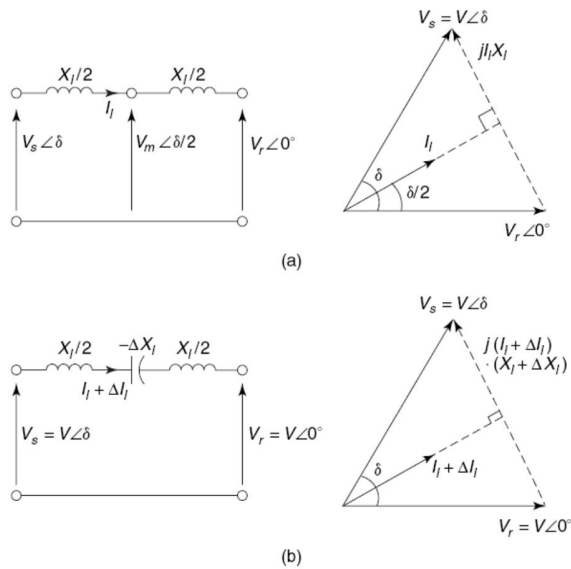 X_l/2
X_l/2
I_l
V_s∠δ
V_m∠δ/2
V_r∠0°
V_s = V∠δ
jI_lX_l
I_l
δ
δ/2
V_r∠0°
(a)
X_l/2
−ΔX_l
X_l/2
I_l + ΔI_l
V_s = V∠δ
V_r = V∠0°
V_s = V∠δ
j(I_l + ΔI_l)
· (X_l + ΔX_l)
δ
I_l + ΔI_l
V_r = V∠0°
(b)